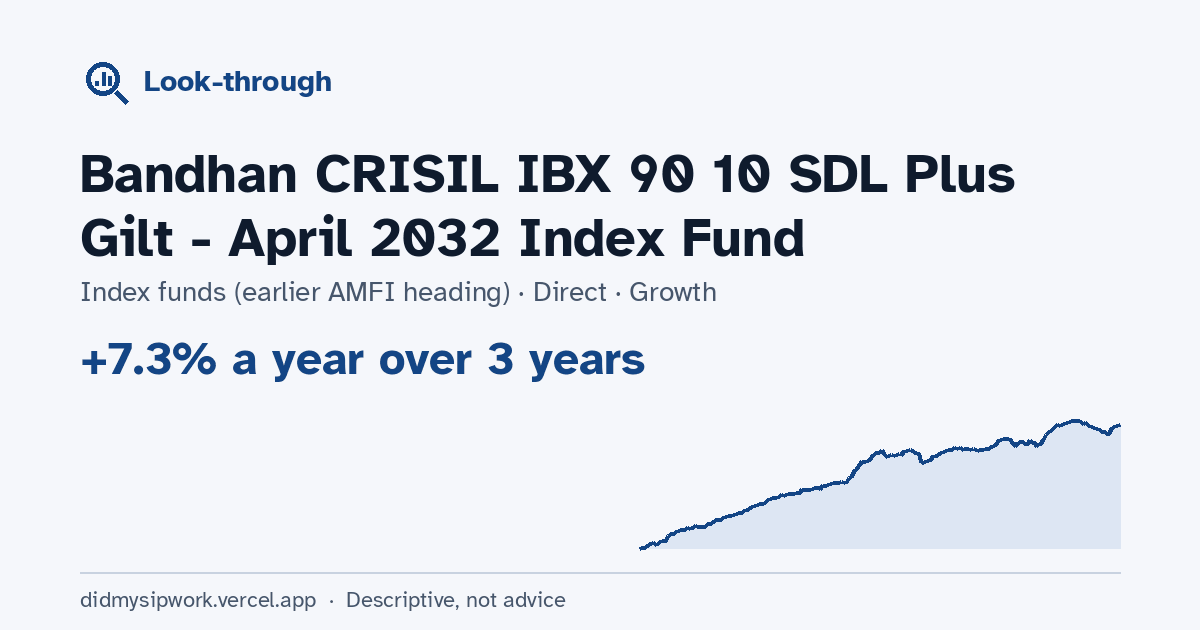 Look-through
Bandhan CRISIL IBX 90 10 SDL Plus
Gilt - April 2032 Index Fund
Index funds (earlier AMFI heading) · Direct · Growth
+7.3% a year over 3 years
didmysipwork.vercel.app · Descriptive, not advice